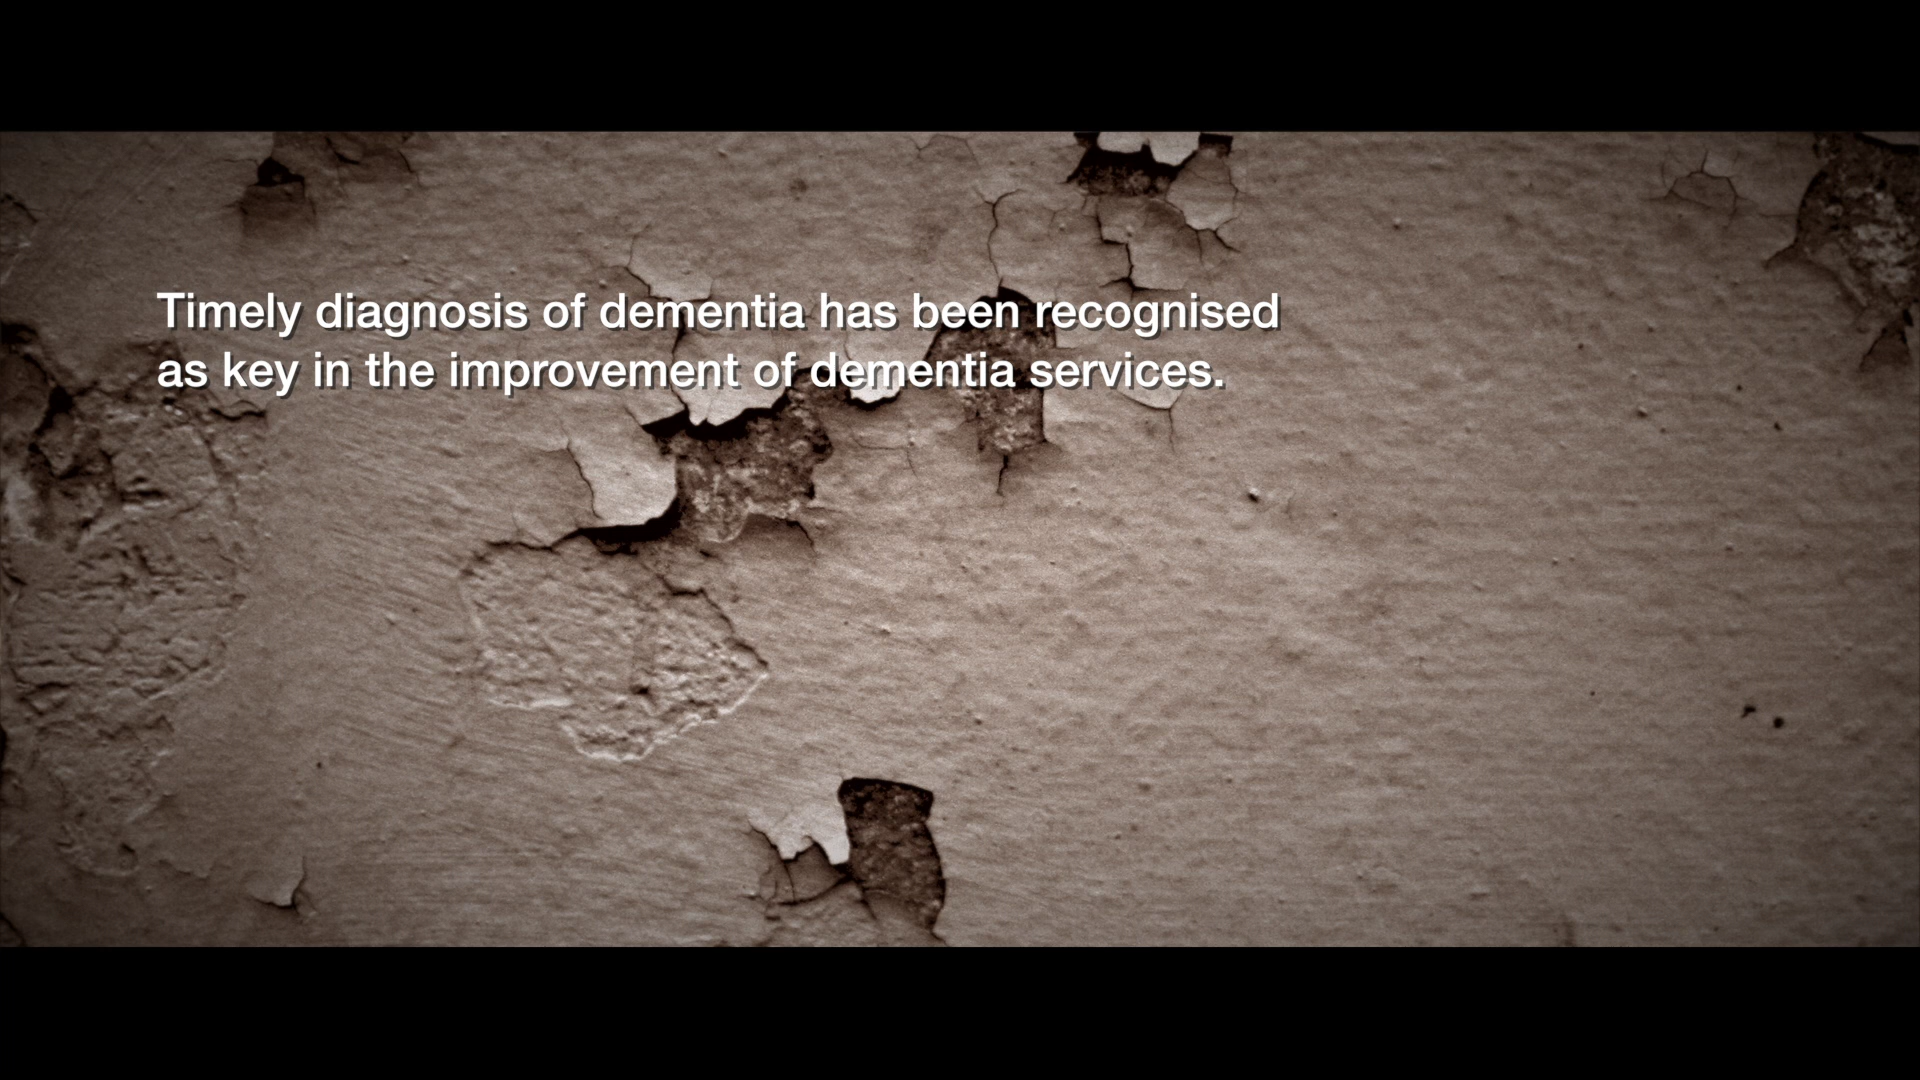 Timely diagnosis of dementia has been recognised
as key in the improvement of dementia services.